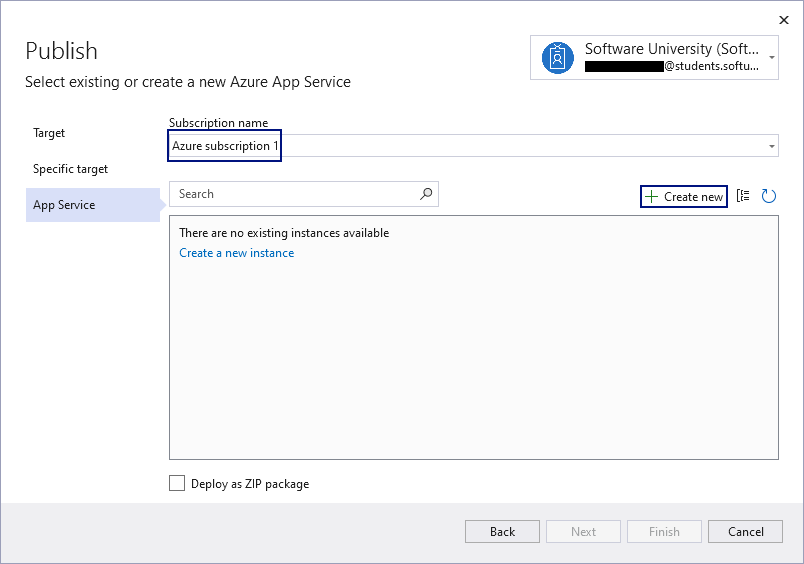 Publish
Select existing or create a new Azure App Service
Software University (Soft...
@students.softu...
Target
Specific target
App Service
Subscription name
Azure subscription 1
Search
Create new
There are no existing instances available
Create a new instance
Deploy as ZIP package
Back
Next
Finish
Cancel